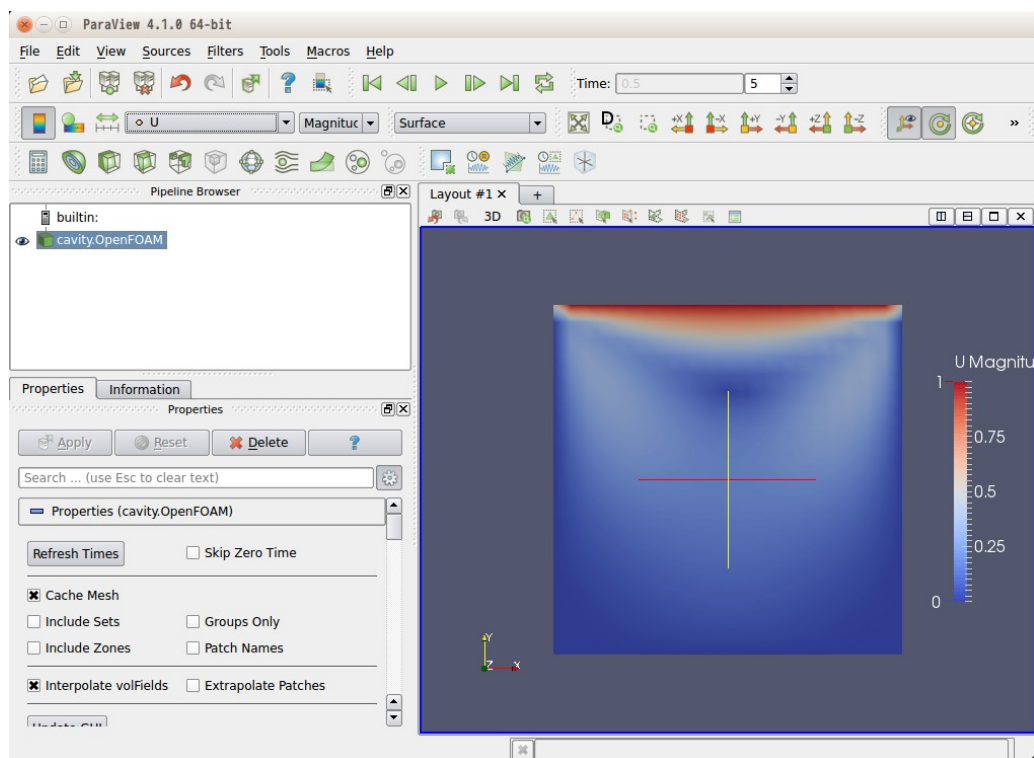 ParaView 4.1.0 64-bit
File Edit View Sources Filters Tools Macros Help
Time: 0.5 5
U Magnituc Surface +X -X +Y -Y +Z -Z »
Pipeline Browser
builtin:
cavity.OpenFOAM
Layout #1 × +
3D
Properties Information
Properties
Apply Reset Delete ?
Search ... (use Esc to clear text)
Properties (cavity.OpenFOAM)
Refresh Times Skip Zero Time
Cache Mesh
Include Sets Groups Only
Include Zones Patch Names
Interpolate volFields Extrapolate Patches
Update GUI
U Magnitu
1
0.75
0.5
0.25
0
Y
Z X